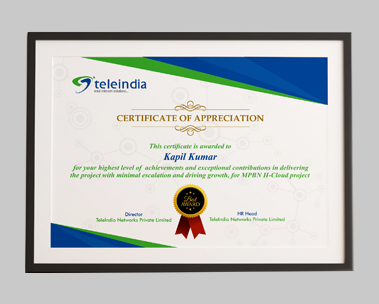 teleindia
CERTIFICATE OF APPRECIATION
This certificate is awarded to
Kapil Kumar
for your highest level of achievements and exceptional contributions in delivering
the project with minimal escalation and driving growth, for MPBN II-Cloud project
Best
AWARD
Director
TeleIndia Networks Private Limited
HR Head
TeleIndia Networks Private Limited